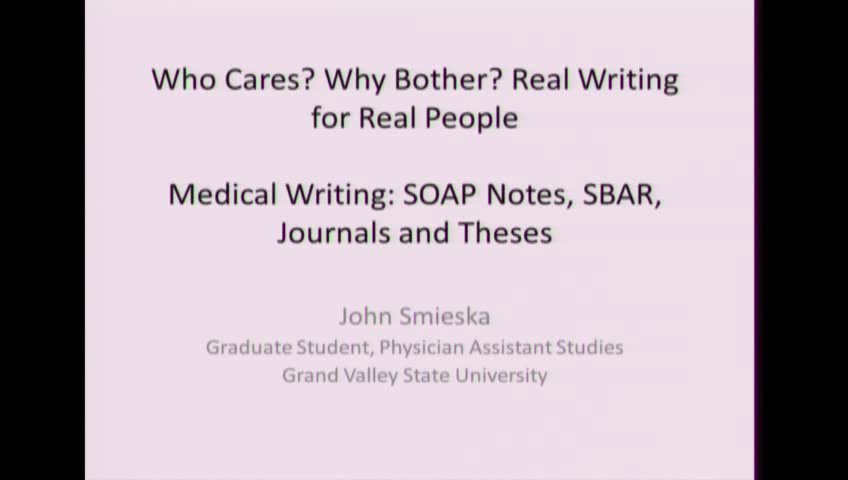 Who Cares? Why Bother? Real Writing
for Real People
Medical Writing: SOAP Notes, SBAR,
Journals and Theses
John Smieska
Graduate Student, Physician Assistant Studies
Grand Valley State University